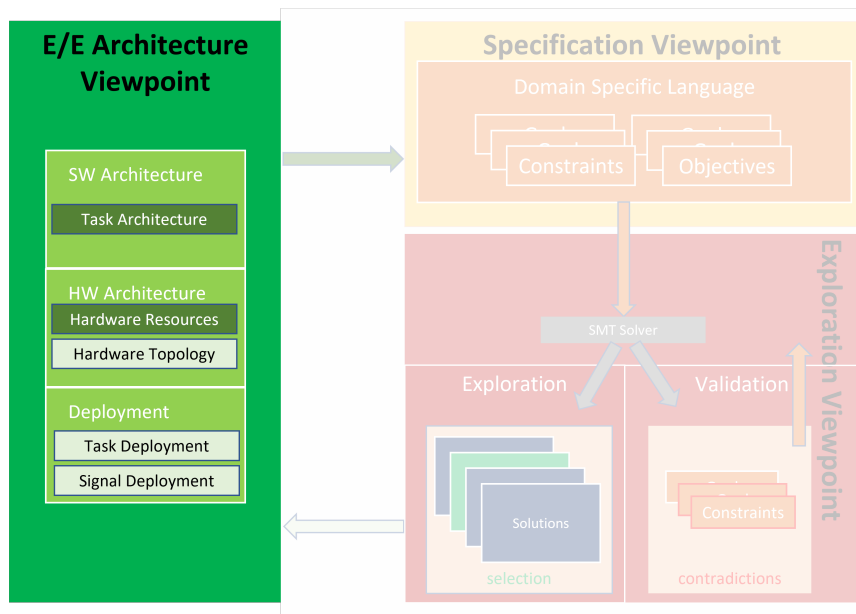 E/E Architecture
Viewpoint
SW Architecture
Task Architecture
HW Architecture
Hardware Resources
Hardware Topology
Deployment
Task Deployment
Signal Deployment
Specification Viewpoint
Domain Specific Language
Constraints
Objectives
Exploration Viewpoint
SMT Solver
Exploration
Validation
Solutions
selection
Constraints
contradictions